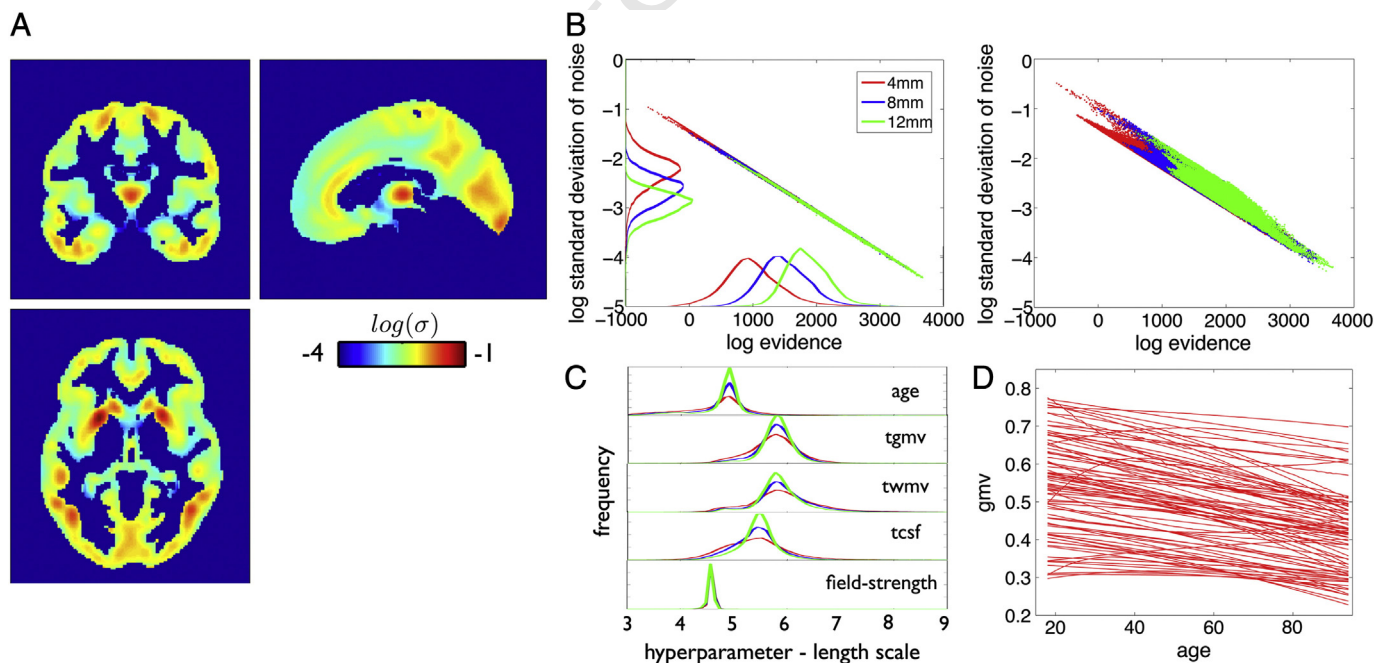 A
log(σ)
-4
-1
B
log standard deviation of noise
0
−1
−2
−3
−4
−5
4mm
8mm
12mm
−1000
0
1000
2000
3000
4000
log evidence
log standard deviation of noise
0
−1
−2
−3
−4
−5
−1000
0
1000
2000
3000
4000
log evidence
C
frequency
age
tgmv
twmv
tcsf
field-strength
3
4
5
6
7
8
9
hyperparameter - length scale
D
gmv
0.8
0.7
0.6
0.5
0.4
0.3
0.2
20
40
60
80
age